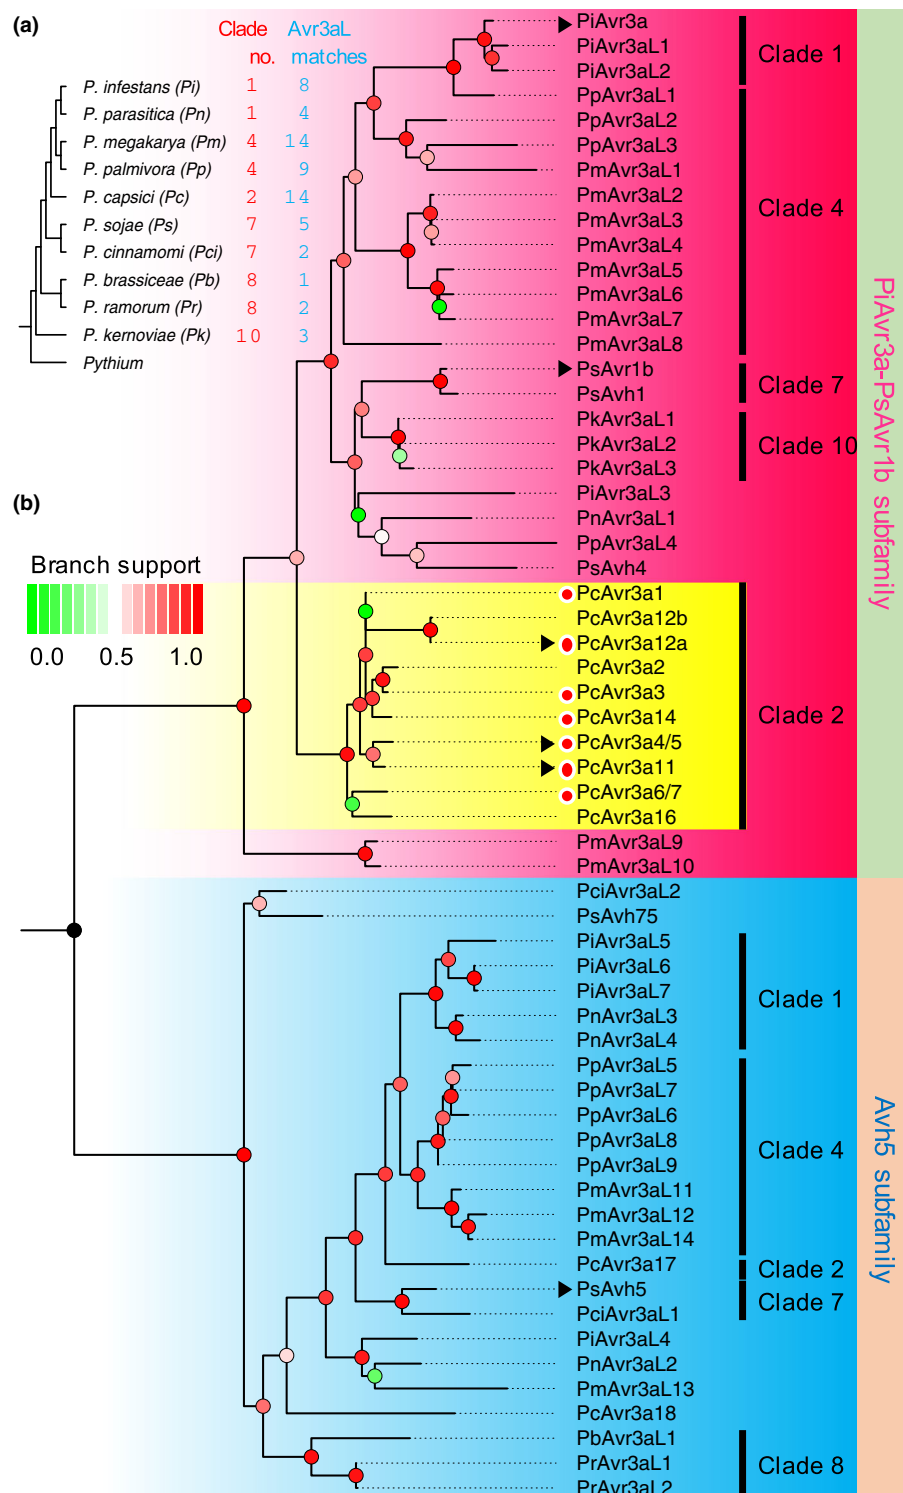 (a)
Clade no.
Avr3aL matches
P. infestans (Pi) 1 8
P. parasitica (Pn) 1 4
P. megakarya (Pm) 4 14
P. palmivora (Pp) 4 9
P. capsici (Pc) 2 14
P. sojae (Ps) 7 5
P. cinnamomi (Pci) 7 2
P. brassiceae (Pb) 8 1
P. ramorum (Pr) 8 2
P. kernoviae (Pk) 10 3
Pythium
(b)
Branch support
0.0 0.5 1.0
PiAvr3a
PiAvr3aL1
PiAvr3aL2
PpAvr3aL1
PpAvr3aL2
PpAvr3aL3
PmAvr3aL1
PmAvr3aL2
PmAvr3aL3
PmAvr3aL4
PmAvr3aL5
PmAvr3aL6
PmAvr3aL7
PmAvr3aL8
PsAvr1b
PsAvh1
PkAvr3aL1
PkAvr3aL2
PkAvr3aL3
PiAvr3aL3
PnAvr3aL1
PpAvr3aL4
PsAvh4
PcAvr3a1
PcAvr3a12b
PcAvr3a12a
PcAvr3a2
PcAvr3a3
PcAvr3a14
PcAvr3a4/5
PcAvr3a11
PcAvr3a6/7
PcAvr3a16
PmAvr3aL9
PmAvr3aL10
PciAvr3aL2
PsAvh75
PiAvr3aL5
PiAvr3aL6
PiAvr3aL7
PnAvr3aL3
PnAvr3aL4
PpAvr3aL5
PpAvr3aL7
PpAvr3aL6
PpAvr3aL8
PpAvr3aL9
PmAvr3aL11
PmAvr3aL12
PmAvr3aL14
PcAvr3a17
PsAvh5
PciAvr3aL1
PiAvr3aL4
PnAvr3aL2
PmAvr3aL13
PcAvr3a18
PbAvr3aL1
PrAvr3aL1
PrAvr3aL2
Clade 1
Clade 4
Clade 7
Clade 10
Clade 2
Clade 1
Clade 4
Clade 2
Clade 7
Clade 8
PiAvr3a-PsAvr1b subfamily
Avh5 subfamily